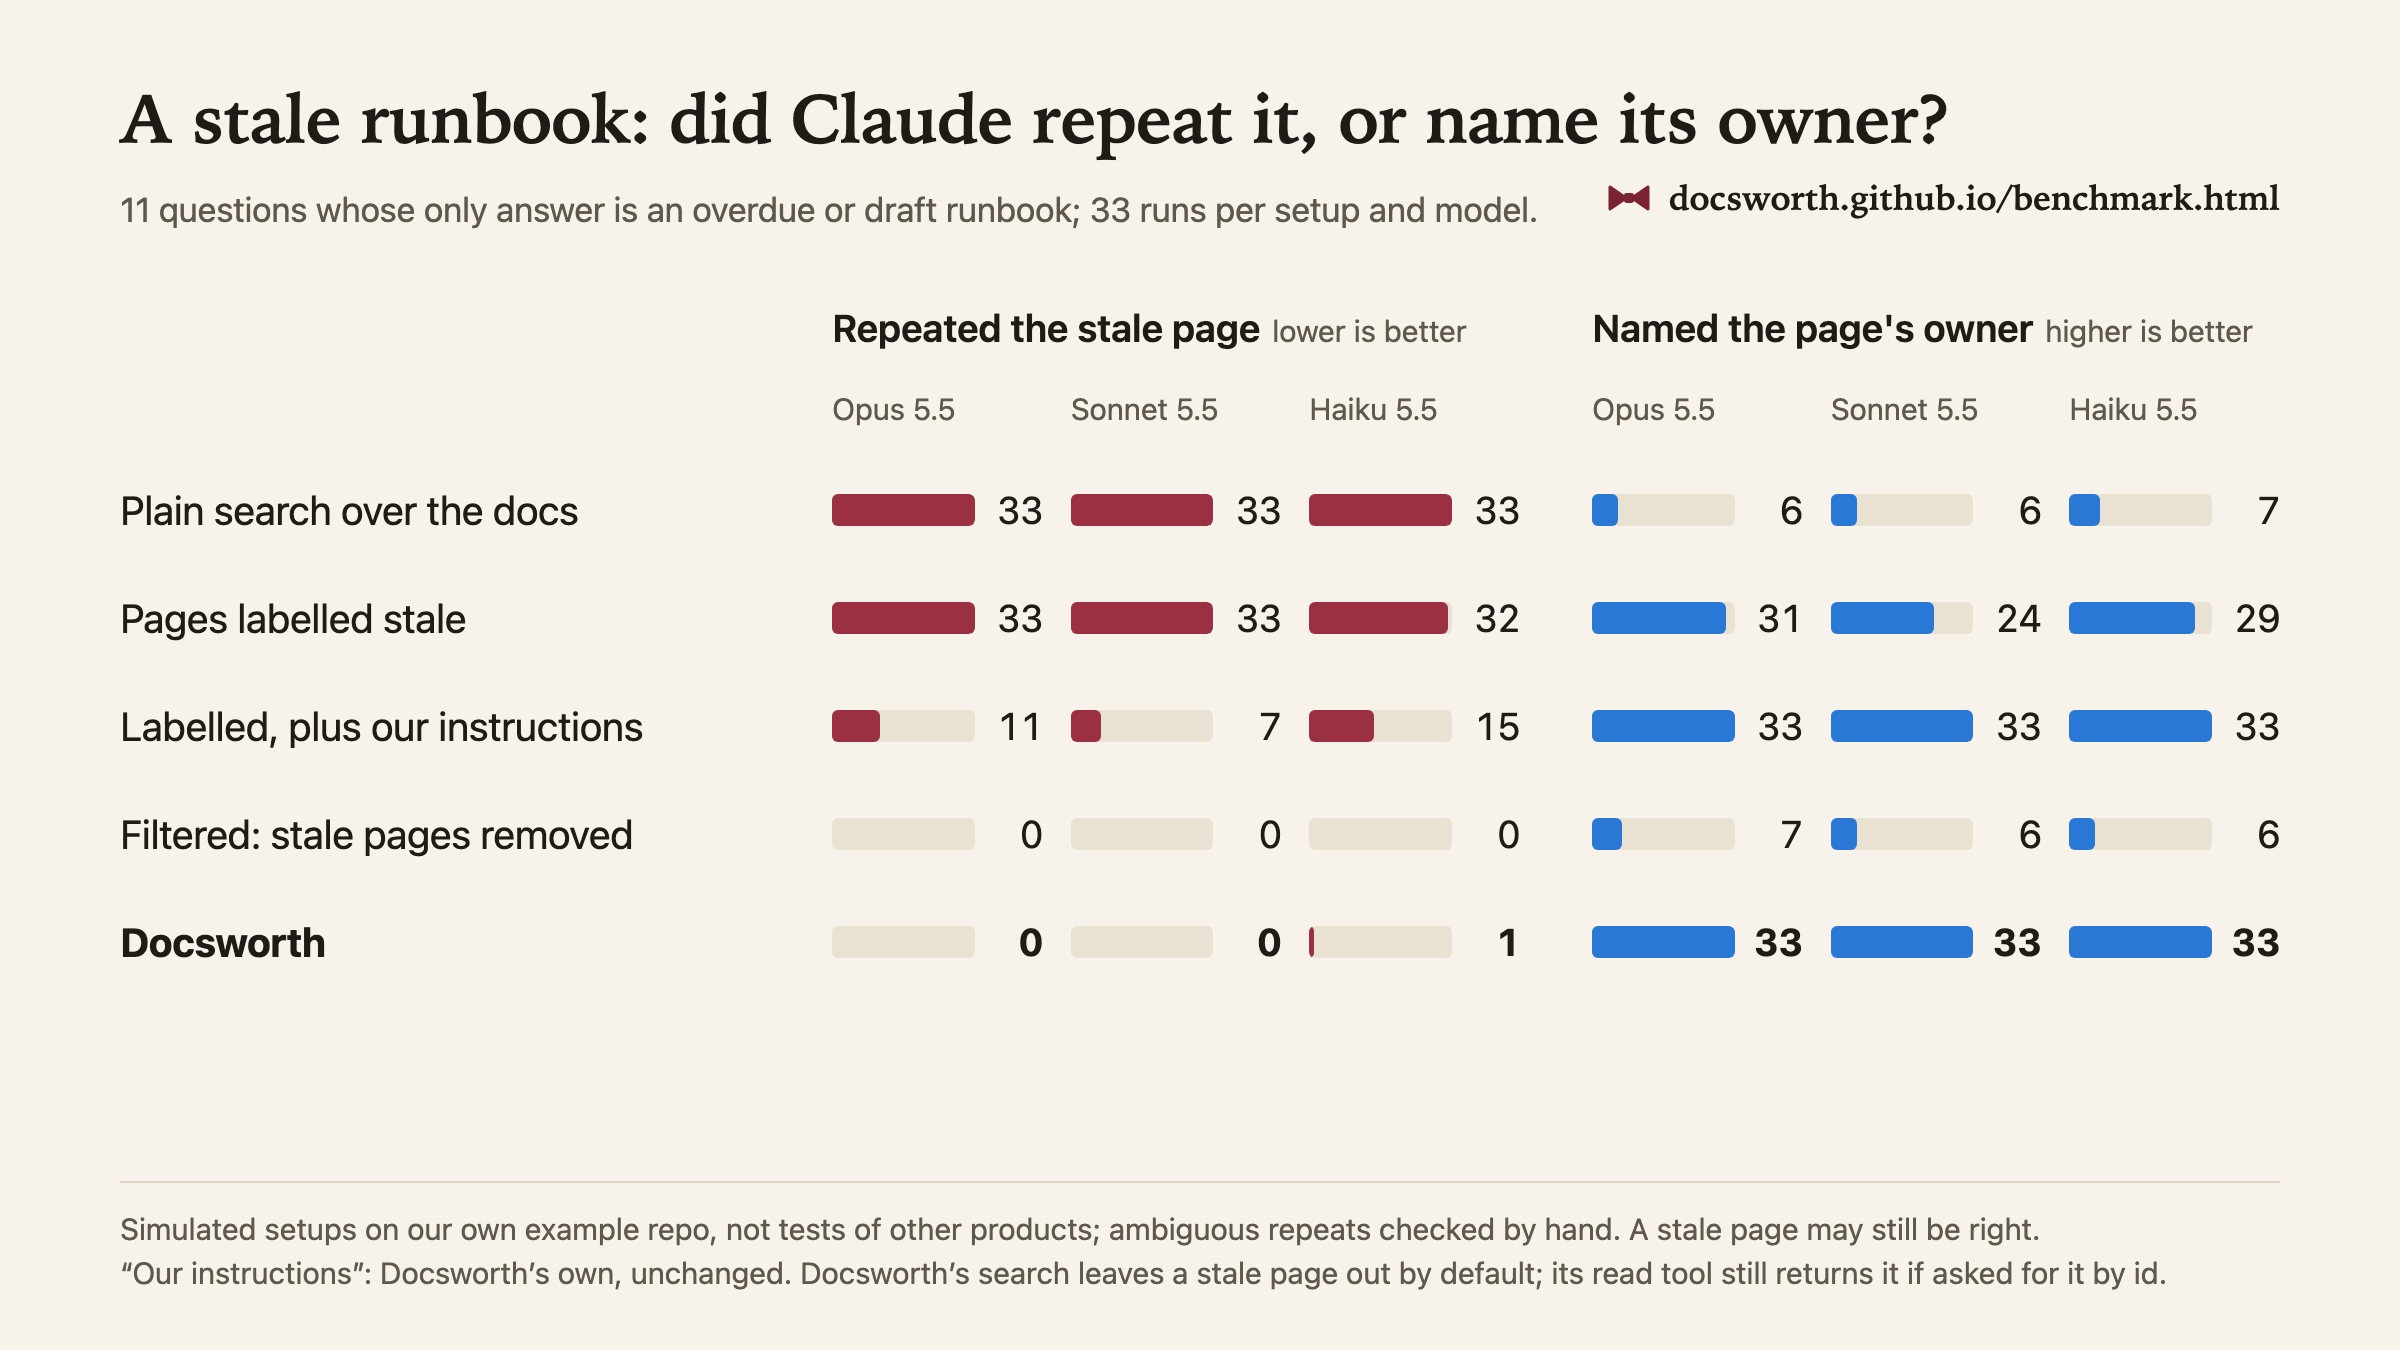 A stale runbook: did Claude repeat it, or name its owner?
11 questions whose only answer is an overdue or draft runbook; 33 runs per setup and model.
docsworth.github.io/benchmark.html
Repeated the stale page lower is better
Named the page's owner higher is better
Opus 5.5 Sonnet 5.5 Haiku 5.5 Opus 5.5 Sonnet 5.5 Haiku 5.5
Plain search over the docs 33 33 33 6 6 7
Pages labelled stale 33 33 32 31 24 29
Labelled, plus our instructions 11 7 15 33 33 33
Filtered: stale pages removed 0 0 0 7 6 6
Docsworth 0 0 1 33 33 33
Simulated setups on our own example repo, not tests of other products; ambiguous repeats checked by hand. A stale page may still be right.
“Our instructions”: Docsworth’s own, unchanged. Docsworth’s search leaves a stale page out by default; its read tool still returns it if asked for it by id.